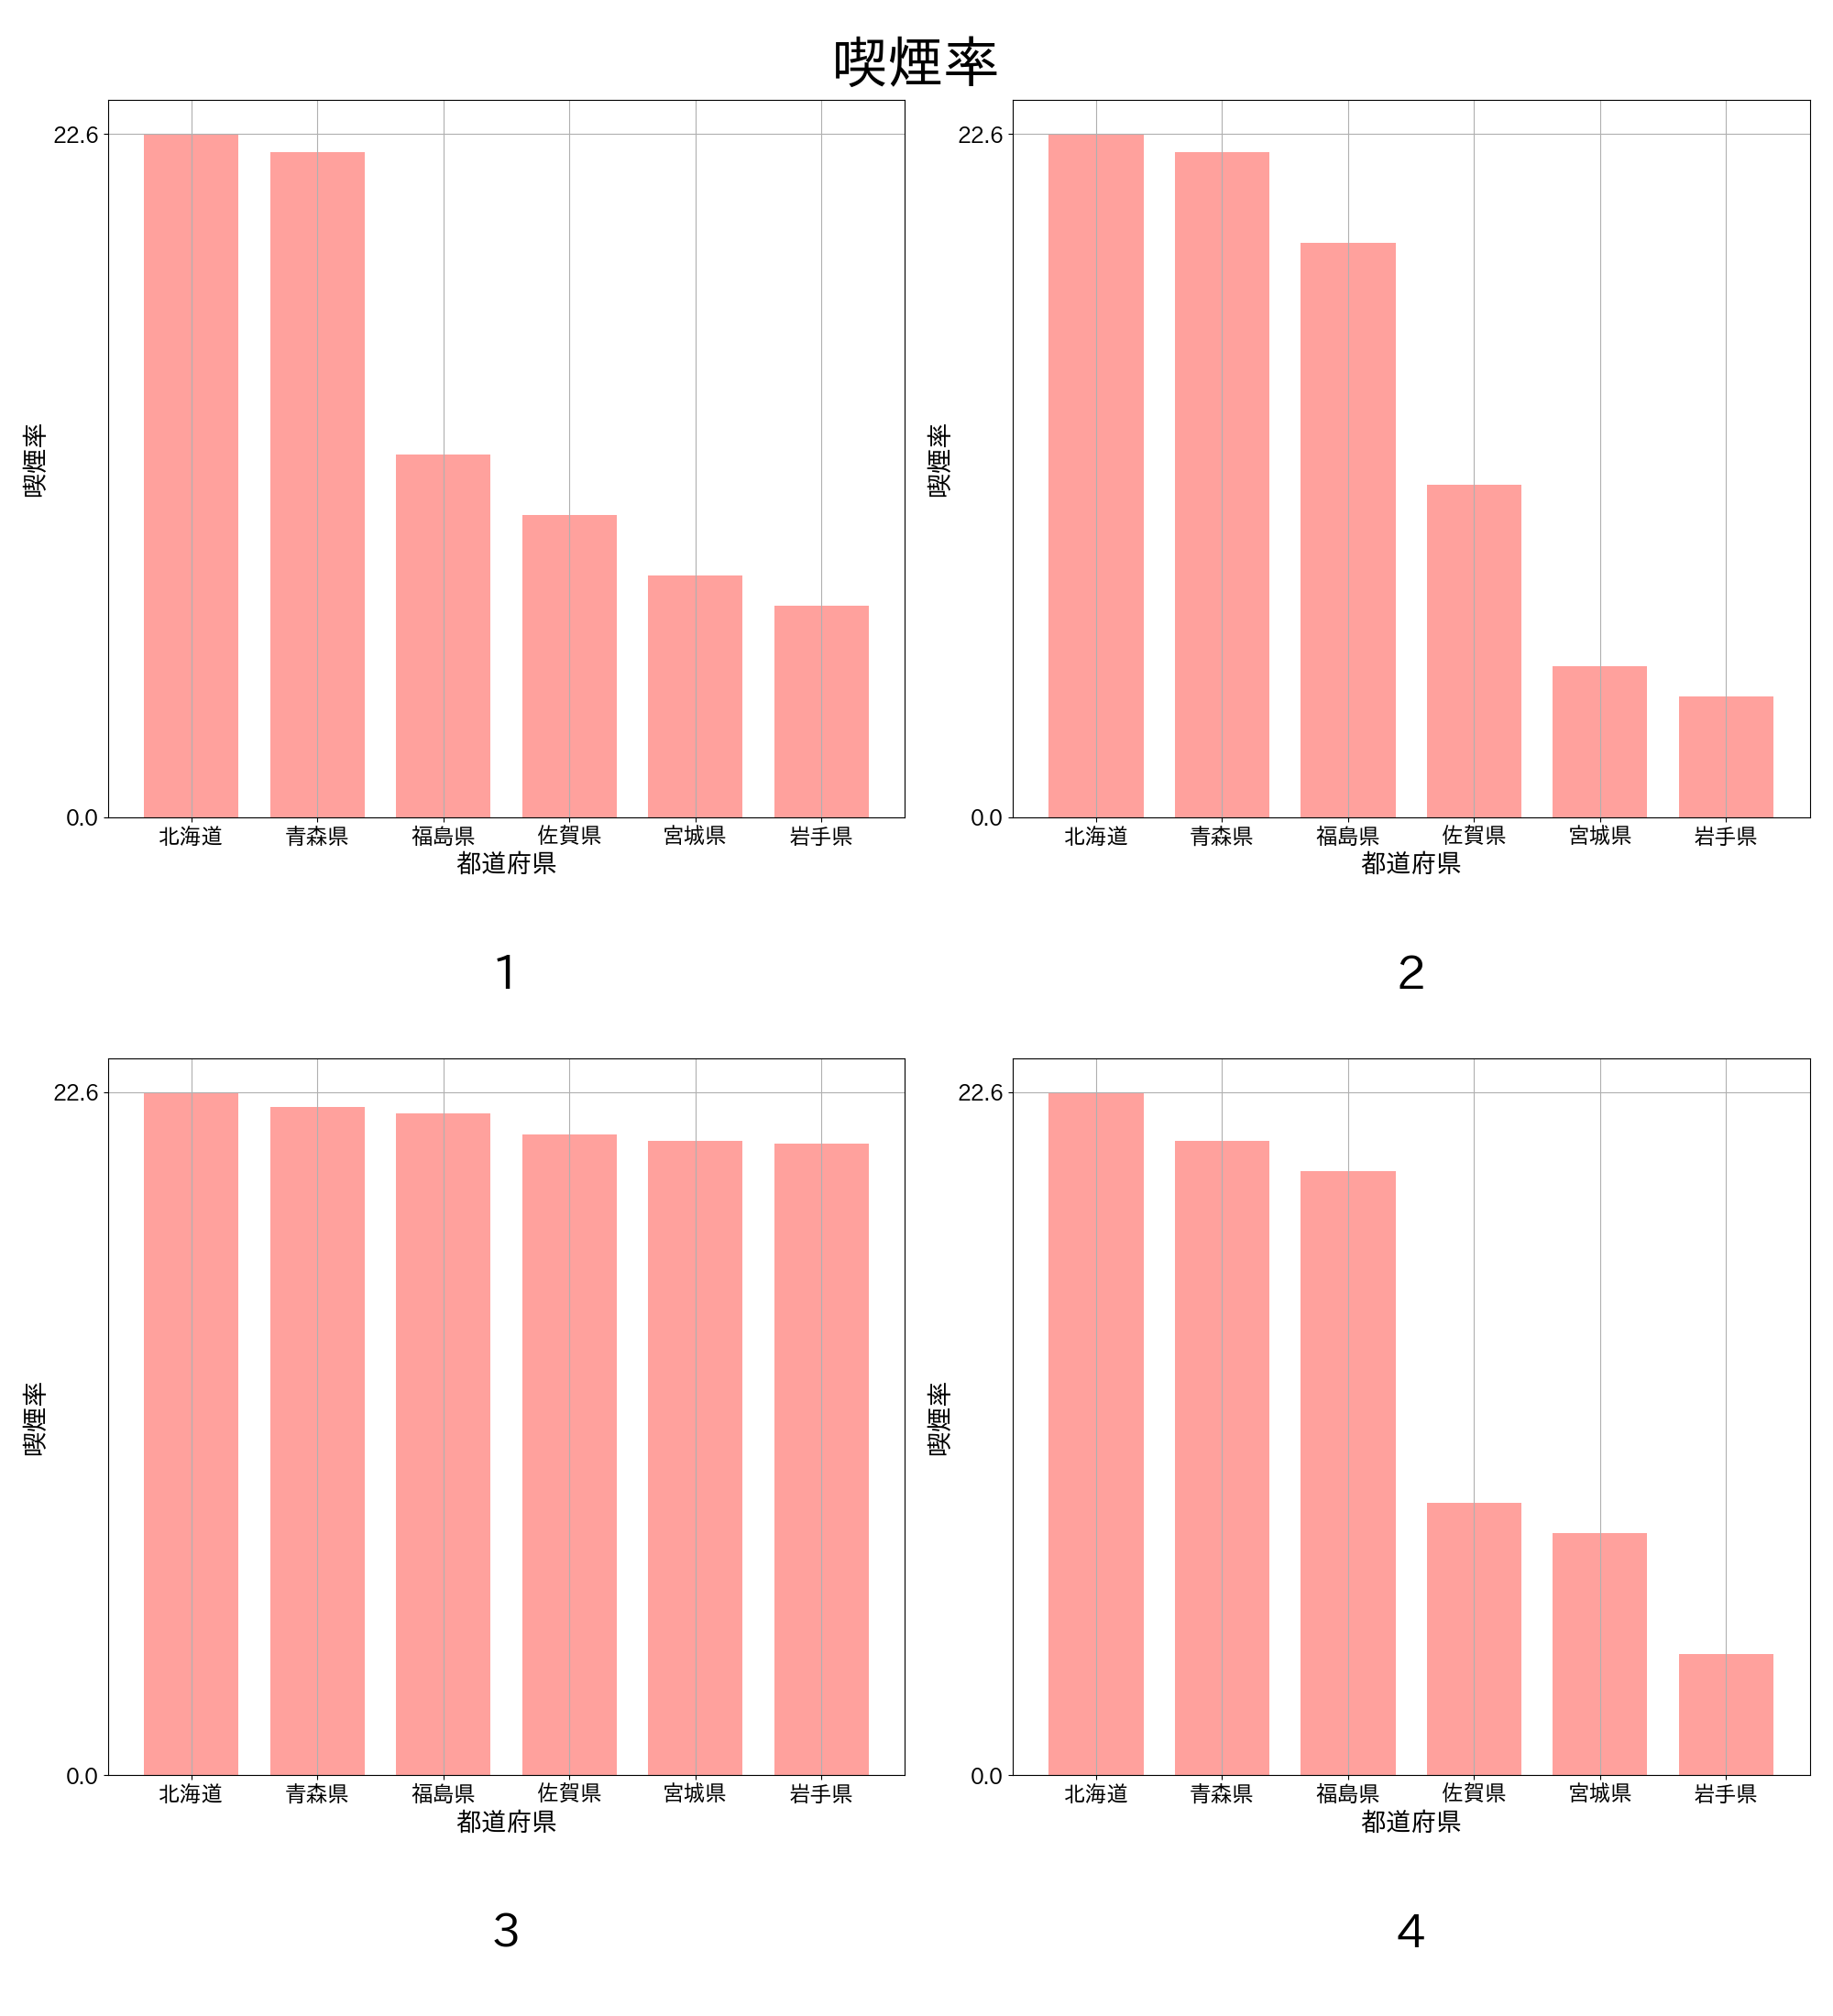 喫煙率
22.6
0.0
喫煙率
北海道 青森県 福島県 佐賀県 宮城県 岩手県
都道府県
1
22.6
0.0
喫煙率
北海道 青森県 福島県 佐賀県 宮城県 岩手県
都道府県
2
22.6
0.0
喫煙率
北海道 青森県 福島県 佐賀県 宮城県 岩手県
都道府県
3
22.6
0.0
喫煙率
北海道 青森県 福島県 佐賀県 宮城県 岩手県
都道府県
4